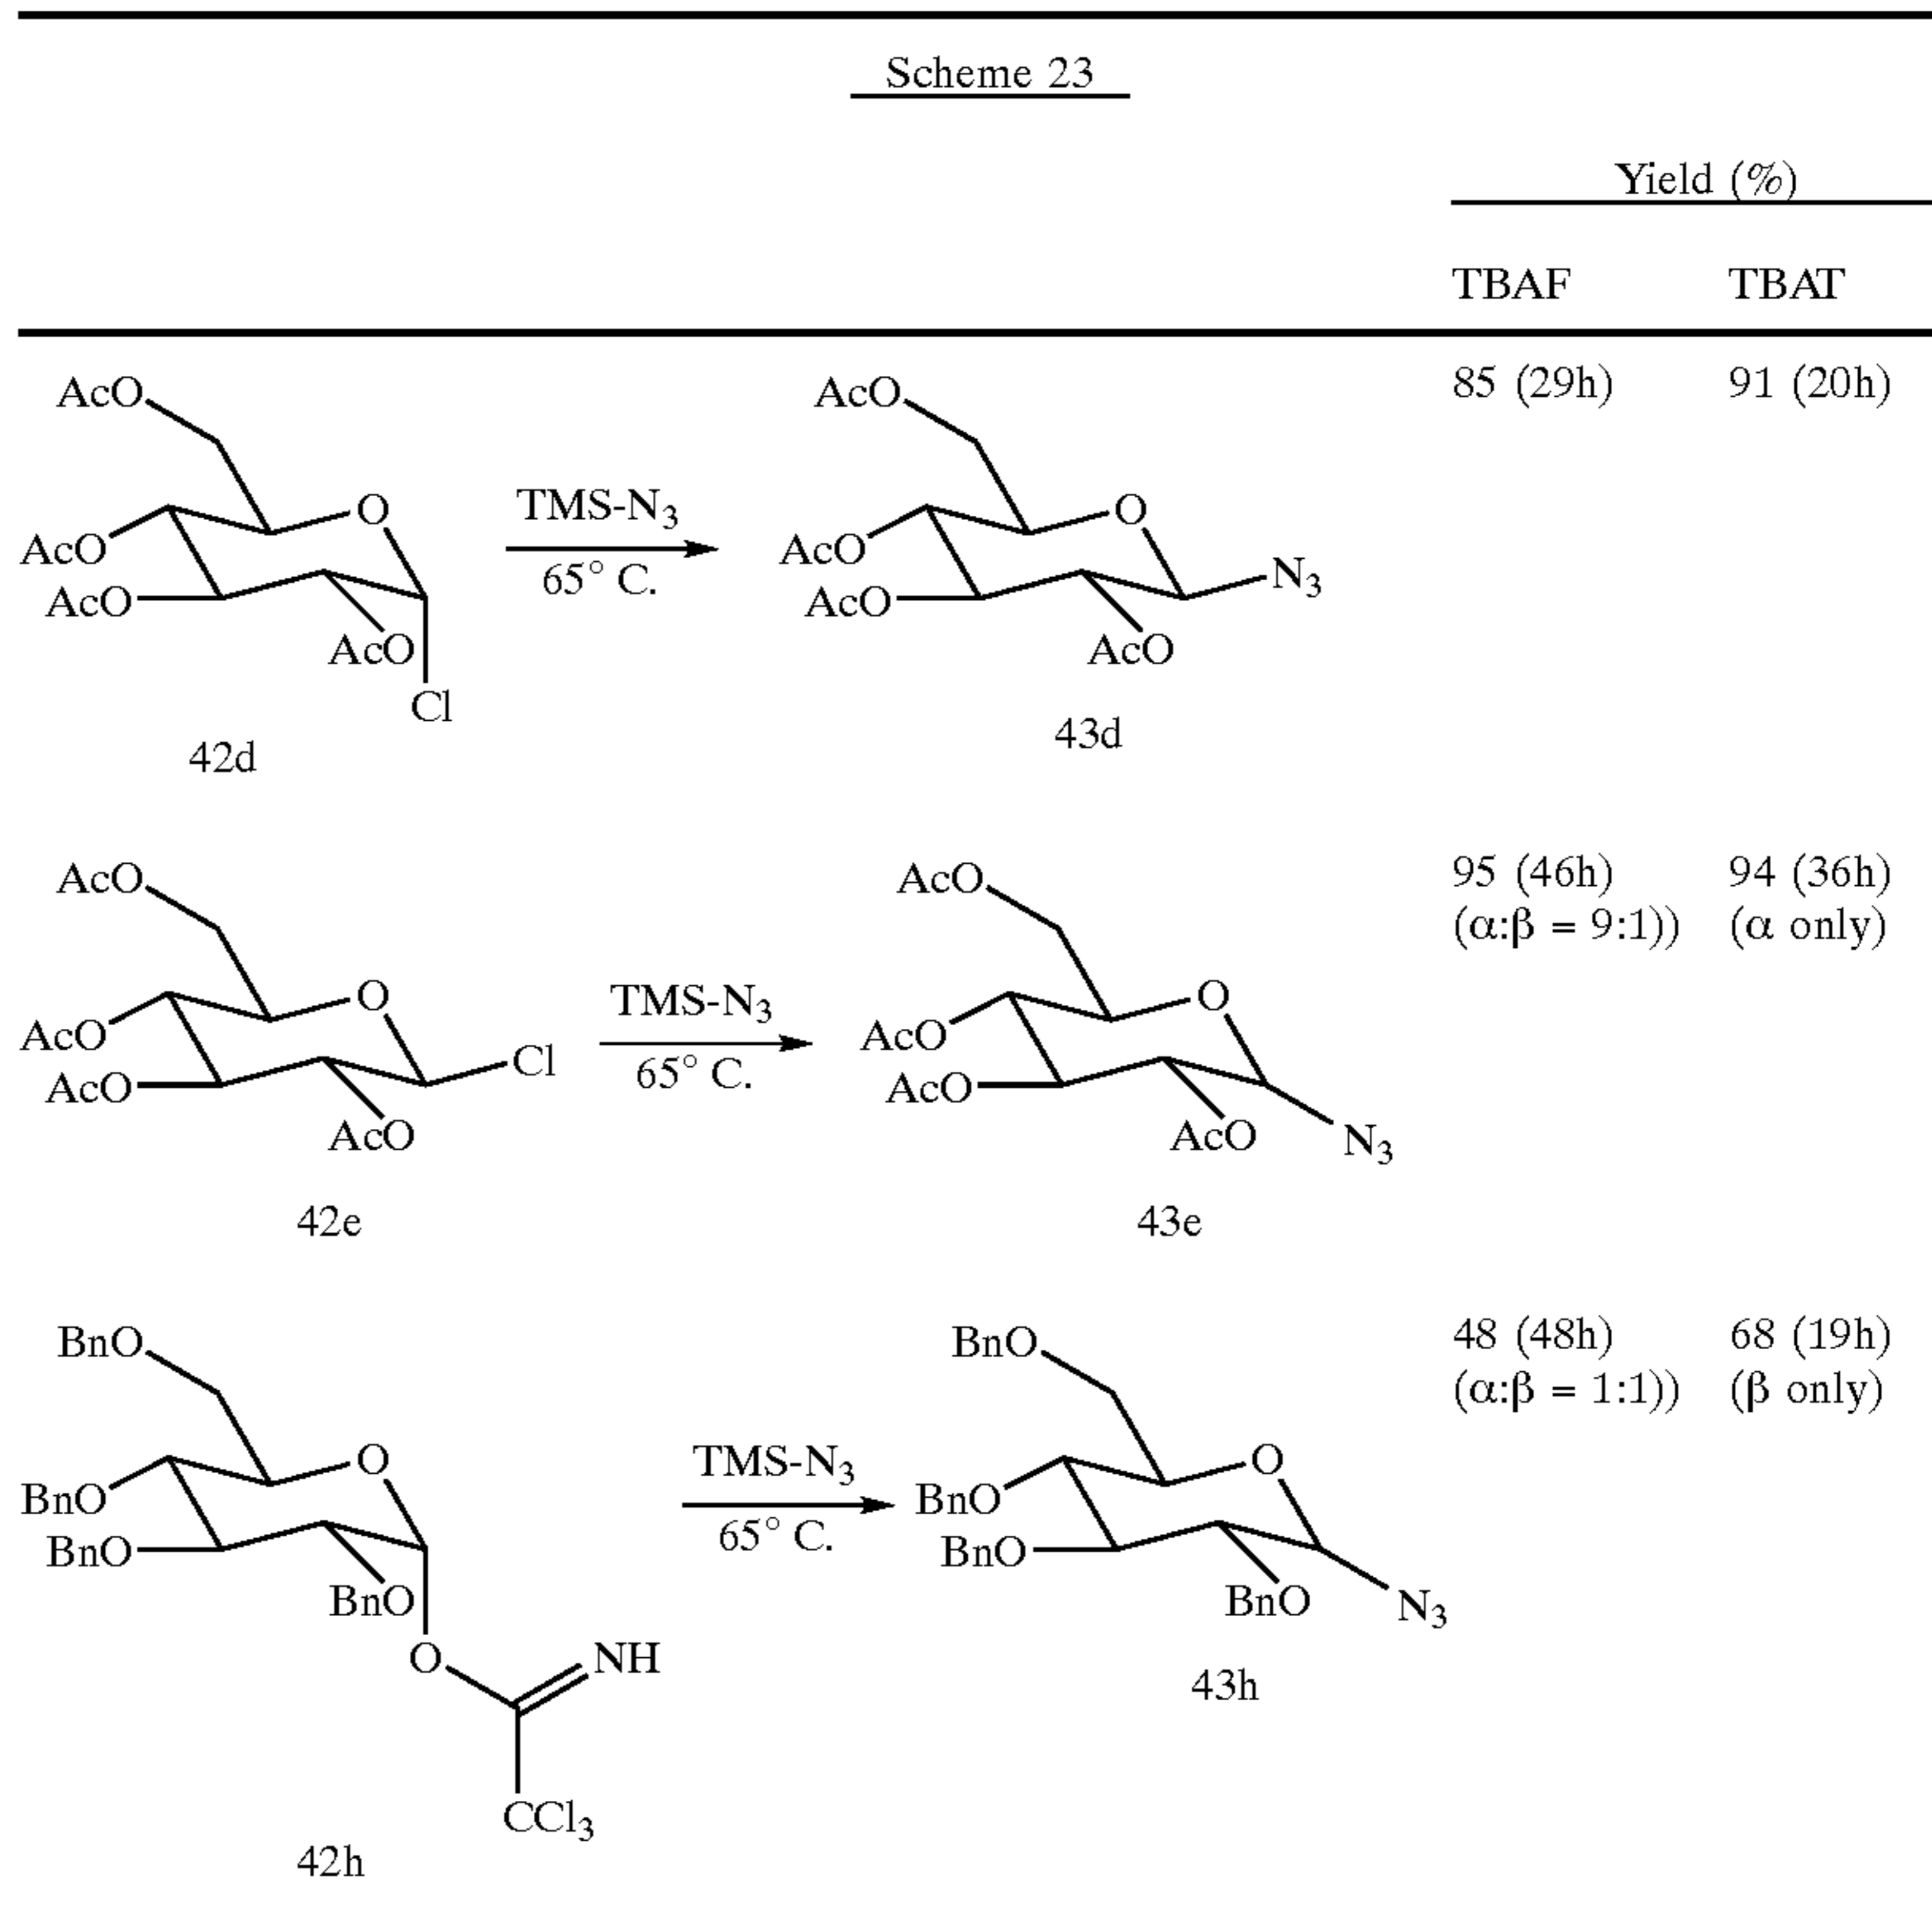 Scheme 23
Yield (%)
TBAF TBAT
AcO
AcO
AcO
AcO
O
Cl
42d
TMS-N3
65° C.
AcO
AcO
AcO
AcO
O
N3
43d
85 (29h) 91 (20h)
AcO
AcO
AcO
AcO
O
Cl
42e
TMS-N3
65° C.
AcO
AcO
AcO
AcO
O
N3
43e
95 (46h) 94 (36h)
(α:β = 9:1)) (α only)
BnO
BnO
BnO
BnO
O
O
NH
CCl3
42h
TMS-N3
65° C.
BnO
BnO
BnO
BnO
O
N3
43h
48 (48h) 68 (19h)
(α:β = 1:1)) (β only)